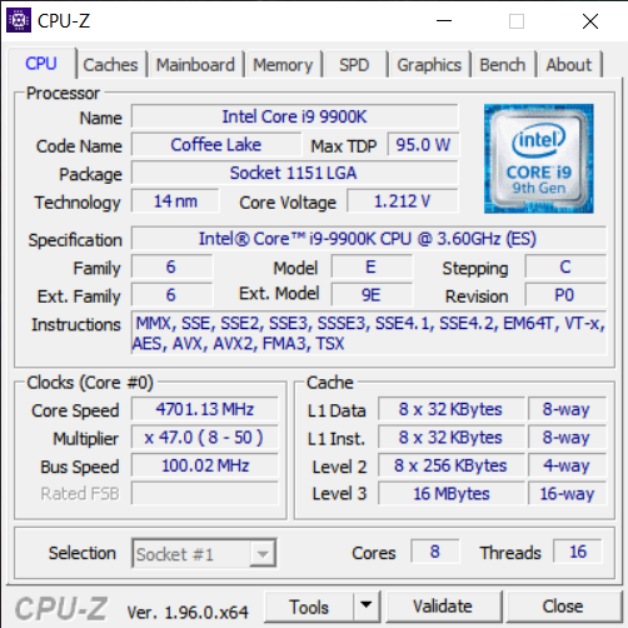 CPU-Z
CPU Caches Mainboard Memory SPD Graphics Bench About
Processor
Name Intel Core i9 9900K
Code Name Coffee Lake Max TDP 95.0 W
Package Socket 1151 LGA
Technology 14 nm Core Voltage 1.212 V
intel
CORE i9
9th Gen
Specification Intel® Core™ i9-9900K CPU @ 3.60GHz (ES)
Family 6 Model E Stepping C
Ext. Family 6 Ext. Model 9E Revision P0
Instructions MMX, SSE, SSE2, SSE3, SSSE3, SSE4.1, SSE4.2, EM64T, VT-x,
AES, AVX, AVX2, FMA3, TSX
Clocks (Core #0)
Core Speed 4701.13 MHz
Multiplier x 47.0 ( 8 - 50 )
Bus Speed 100.02 MHz
Rated FSB
Cache
L1 Data 8 x 32 KBytes 8-way
L1 Inst. 8 x 32 KBytes 8-way
Level 2 8 x 256 KBytes 4-way
Level 3 16 MBytes 16-way
Selection Socket #1 Cores 8 Threads 16
CPU-Z Ver. 1.96.0.x64 Tools Validate Close